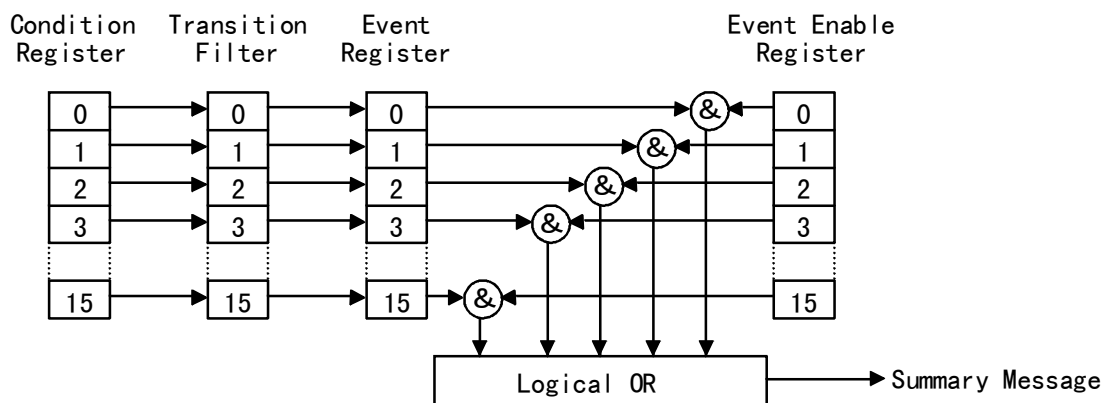 Condition Register
Transition Filter
Event Register
Event Enable Register
0 0 0 & 0
1 1 1 & 1
2 2 2 & 2
3 3 3 & 3
15 15 15 & 15
Logical OR
Summary Message